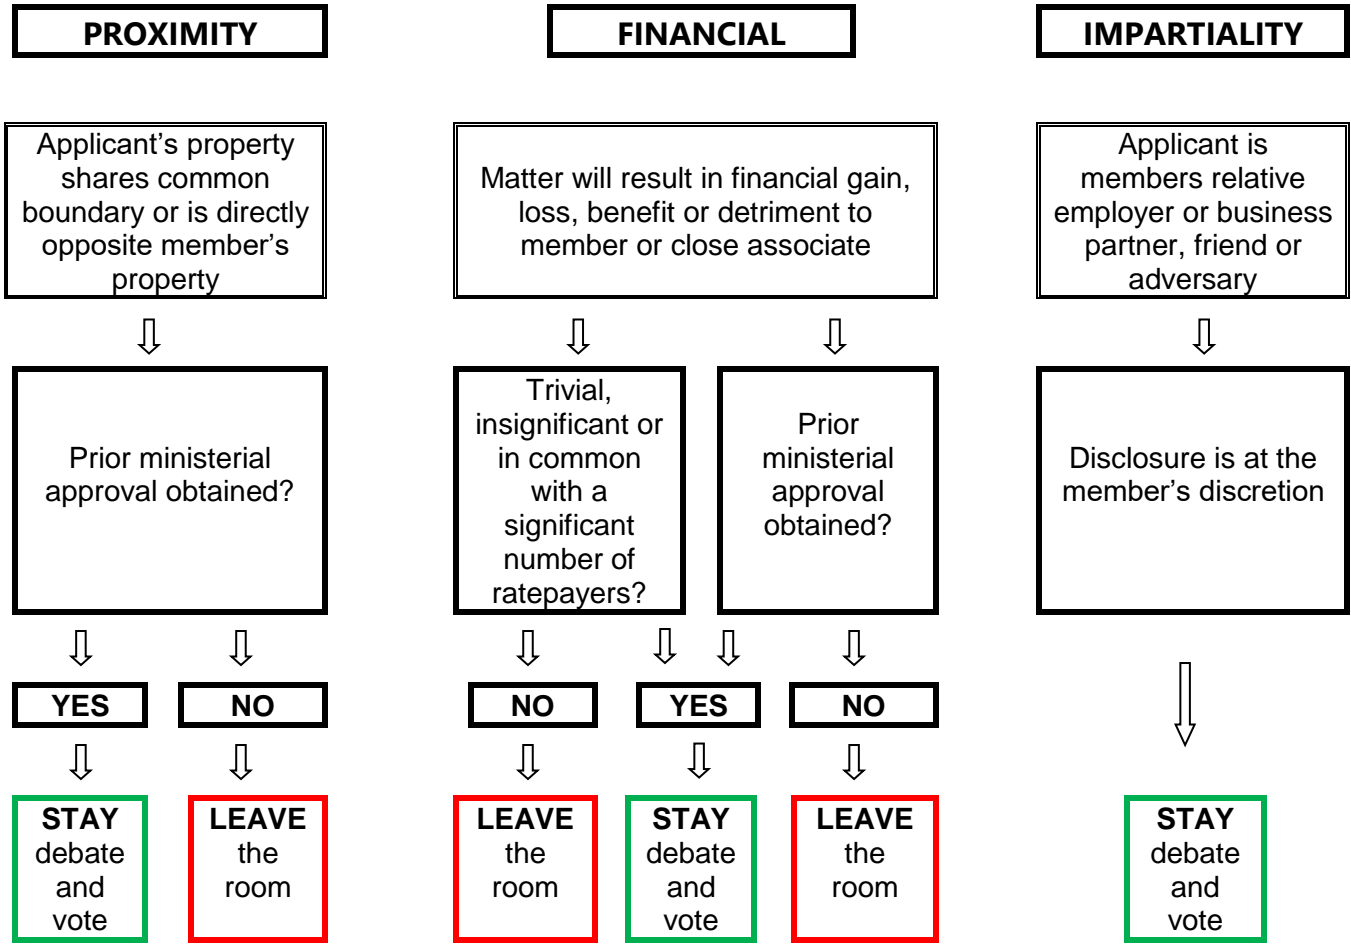 PROXIMITY
FINANCIAL
IMPARTIALITY
Applicant’s property
shares common
boundary or is directly
opposite member’s
property
Matter will result in financial gain,
loss, benefit or detriment to
member or close associate
Applicant is
members relative
employer or business
partner, friend or
adversary
Prior ministerial
approval obtained?
Trivial,
insignificant or
in common
with a
significant
number of
ratepayers?
Prior
ministerial
approval
obtained?
Disclosure is at the
member’s discretion
YES
NO
NO
YES
NO
STAY
debate
and
vote
LEAVE
the
room
LEAVE
the
room
STAY
debate
and
vote
LEAVE
the
room
STAY
debate
and
vote